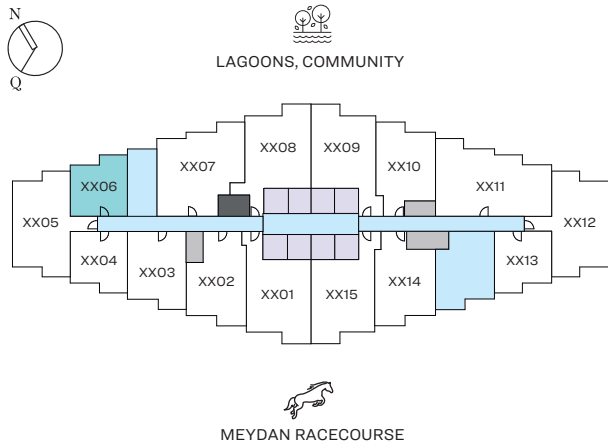 N
Q
LAGOONS, COMMUNITY
XX08
XX09
XX07
XX10
XX06
XX11
XX05
XX12
XX04
XX03
XX02
XX01
XX15
XX14
XX13
MEYDAN RACECOURSE